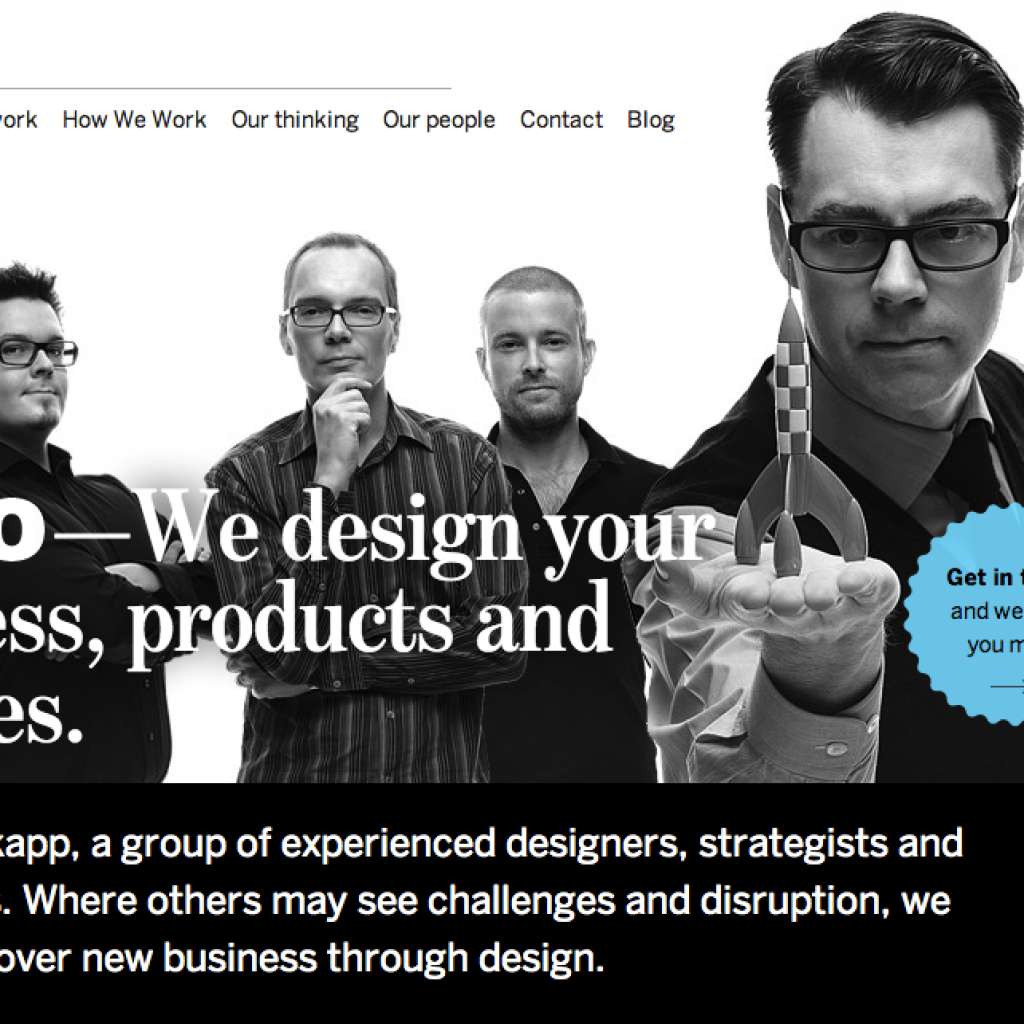 work How We Work Our thinking Our people Contact Blog
o—We design your
ess, products and
es.
Get in
and we
you m
kapp, a group of experienced designers, strategists and
s. Where others may see challenges and disruption, we
over new business through design.